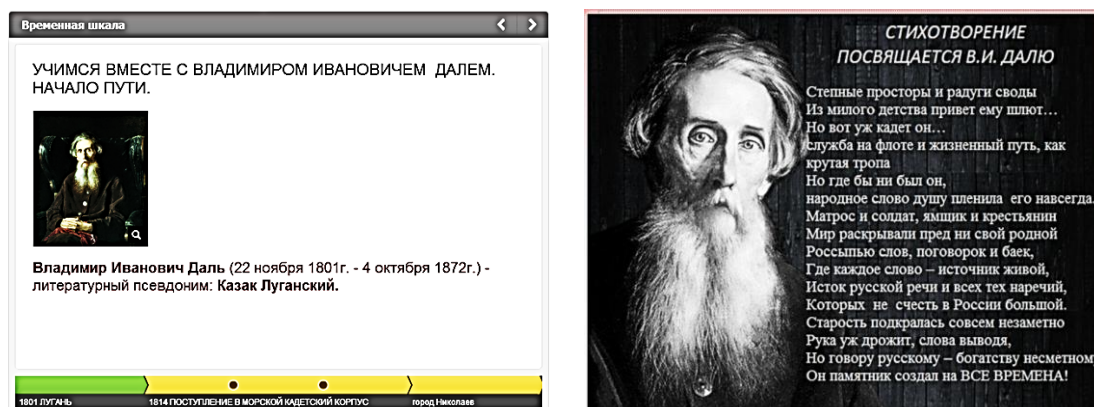 Временная шкала
УЧИМСЯ ВМЕСТЕ С ВЛАДИМИРОМ ИВАНОВИЧЕМ ДАЛЕМ.
НАЧАЛО ПУТИ.
Владимир Иванович Даль (22 ноября 1801г. - 4 октября 1872г.) -
литературный псевдоним: Казак Луганский.
1801 ЛУГАНЬ
1814 ПОСТУПЛЕНИЕ В МОРСКОЙ КАДЕТСКИЙ КОРПУС
город Николаев
СТИХОТВОРЕНИЕ
ПОСВЯЩАЕТСЯ В.И. ДАЛЮ
Степные просторы и радуги своды
Из милого детства привет ему шлют…
Но вот уж кадет он…
служба на флоте и жизненный путь, как
крутая тропа
Но где бы ни был он,
народное слово душу пленила его навсегда.
Матрос и солдат, ямщик и крестьянин
Мир раскрывали пред ни свой родной
Россыпью слов, поговорок и баек,
Где каждое слово – источник живой,
Исток русской речи и всех тех наречий,
Которых не счесть в России большой.
Старость подкралась совсем незаметно
Рука уж дрожит, слова выводя,
Но говору русскому – богатству несметном
Он памятник создал на ВСЕ ВРЕМЕНА!